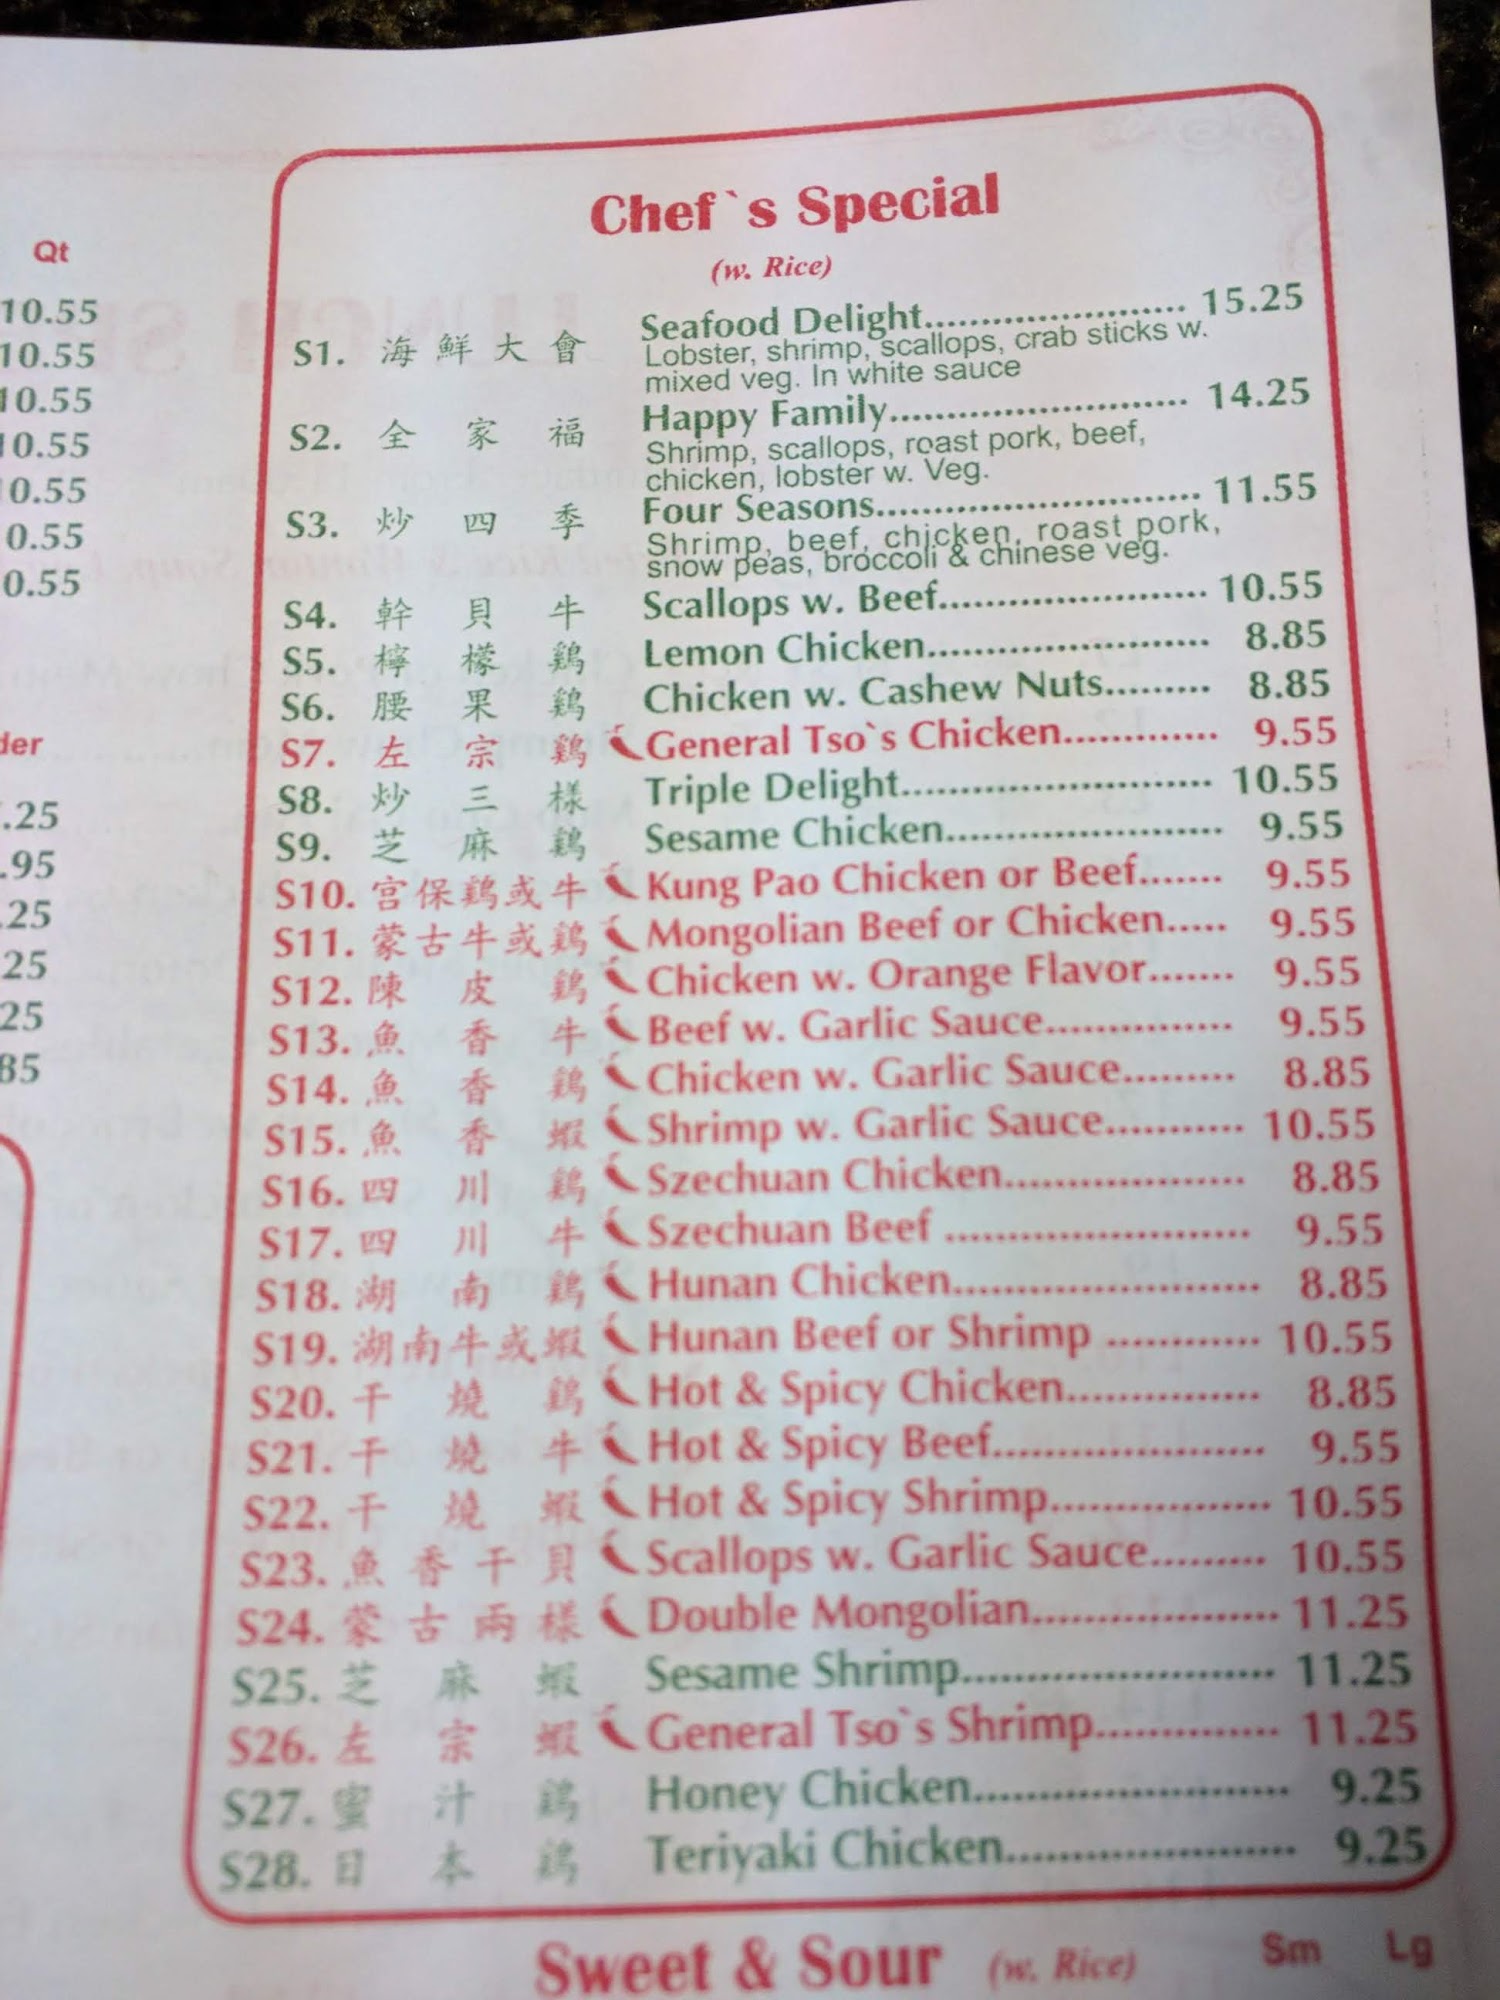 Qt
10.55
10.55
10.55
10.55
0.55
0.55
0.55
der
.25
.95
.25
25
25
85
Chef`s Special
(w. Rice)
S1. 海鮮大會 Seafood Delight...................... 15.25
Lobster, shrimp, scallops, crab sticks w.
mixed veg. In white sauce
S2. 全家福 Happy Family......................... 14.25
Shrimp, scallops, roast pork, beef,
chicken, lobster w. Veg.
S3. 炒四季 Four Seasons........................... 11.55
Shrimp, beef, chicken, roast pork,
snow peas, broccoli & chinese veg.
S4. 幹貝牛 Scallops w. Beef....................... 10.55
S5. 檸檬鷄 Lemon Chicken........................ 8.85
S6. 腰果鷄 Chicken w. Cashew Nuts......... 8.85
S7. 左宗鷄 General Tso`s Chicken............. 9.55
S8. 炒三樣 Triple Delight.......................... 10.55
S9. 芝麻鷄 Sesame Chicken....................... 9.55
S10. 宫保鷄或牛 Kung Pao Chicken or Beef....... 9.55
S11. 蒙古牛或鷄 Mongolian Beef or Chicken..... 9.55
S12. 陳皮鷄 Chicken w. Orange Flavor....... 9.55
S13. 魚香牛 Beef w. Garlic Sauce................ 9.55
S14. 魚香鷄 Chicken w. Garlic Sauce......... 8.85
S15. 魚香蝦 Shrimp w. Garlic Sauce........... 10.55
S16. 四川鷄 Szechuan Chicken.................... 8.85
S17. 四川牛 Szechuan Beef ......................... 9.55
S18. 湖南鷄 Hunan Chicken......................... 8.85
S19. 湖南牛或蝦 Hunan Beef or Shrimp ............ 10.55
S20. 干燒鷄 Hot & Spicy Chicken................ 8.85
S21. 干燒牛 Hot & Spicy Beef...................... 9.55
S22. 干燒蝦 Hot & Spicy Shrimp.................. 10.55
S23. 魚香干貝 Scallops w. Garlic Sauce......... 10.55
S24. 蒙古兩樣 Double Mongolian.................... 11.25
S25. 芝麻蝦 Sesame Shrimp......................... 11.25
S26. 左宗蝦 General Tso`s Shrimp.............. 11.25
S27. 蜜汁鷄 Honey Chicken......................... 9.25
S28. 日本鷄 Teriyaki Chicken....................... 9.25
Sweet & Sour (w. Rice) Sm Lg